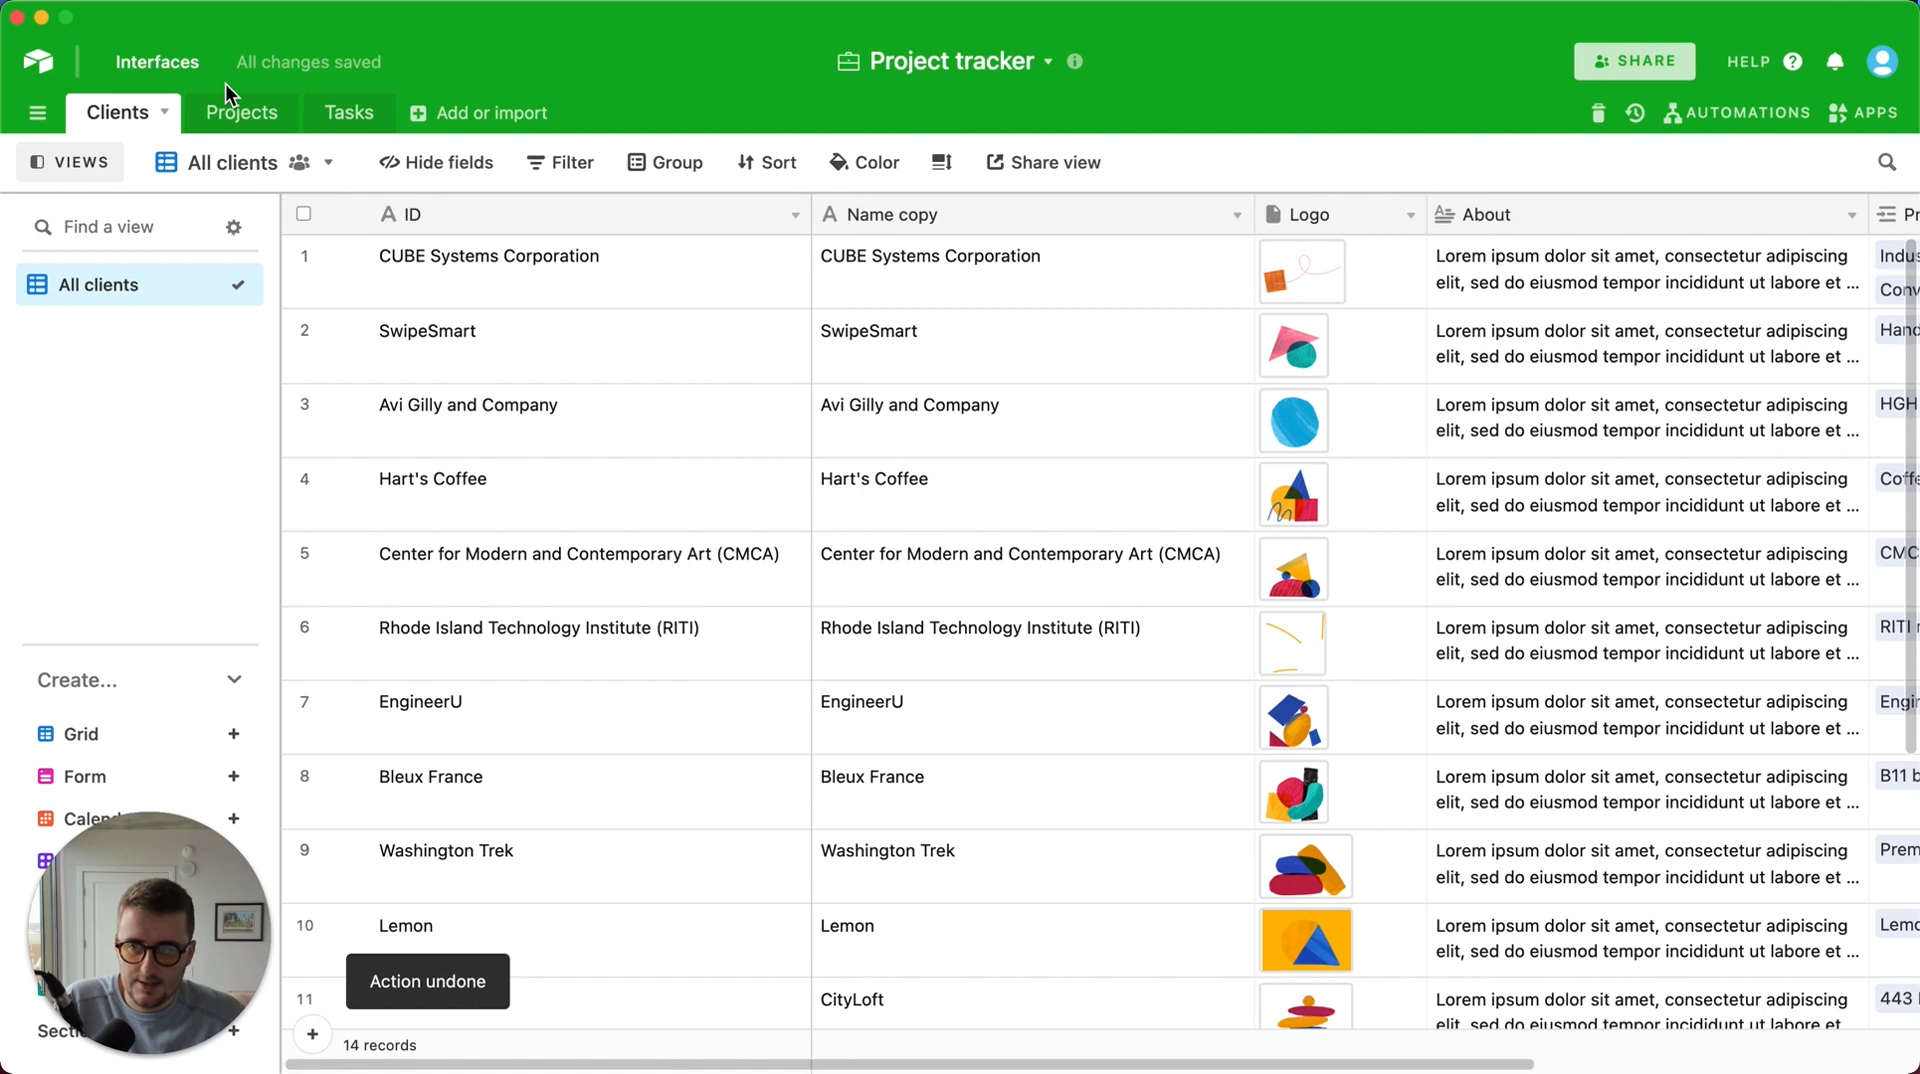 Interfaces
All changes saved
Project tracker
SHARE
HELP
Clients
Projects
Tasks
Add or import
AUTOMATIONS
APPS
VIEWS
All clients
Hide fields
Filter
Group
Sort
Color
Share view
Find a view
All clients
Create...
Grid
Form
ID
Name copy
Logo
About
1
CUBE Systems Corporation
CUBE Systems Corporation
Lorem ipsum dolor sit amet, consectetur adipiscing
elit, sed do eiusmod tempor incididunt ut labore et ...
2
SwipeSmart
SwipeSmart
Lorem ipsum dolor sit amet, consectetur adipiscing
elit, sed do eiusmod tempor incididunt ut labore et ...
3
Avi Gilly and Company
Avi Gilly and Company
Lorem ipsum dolor sit amet, consectetur adipiscing
elit, sed do eiusmod tempor incididunt ut labore et ...
HGH
4
Hart's Coffee
Hart's Coffee
Lorem ipsum dolor sit amet, consectetur adipiscing
elit, sed do eiusmod tempor incididunt ut labore et ...
5
Center for Modern and Contemporary Art (CMCA)
Center for Modern and Contemporary Art (CMCA)
Lorem ipsum dolor sit amet, consectetur adipiscing
elit, sed do eiusmod tempor incididunt ut labore et ...
6
Rhode Island Technology Institute (RITI)
Rhode Island Technology Institute (RITI)
Lorem ipsum dolor sit amet, consectetur adipiscing
elit, sed do eiusmod tempor incididunt ut labore et ...
RITI
7
EngineerU
EngineerU
Lorem ipsum dolor sit amet, consectetur adipiscing
elit, sed do eiusmod tempor incididunt ut labore et ...
8
Bleux France
Bleux France
Lorem ipsum dolor sit amet, consectetur adipiscing
elit, sed do eiusmod tempor incididunt ut labore et ...
B11
9
Washington Trek
Washington Trek
Lorem ipsum dolor sit amet, consectetur adipiscing
elit, sed do eiusmod tempor incididunt ut labore et ...
10
Lemon
Lemon
Lorem ipsum dolor sit amet, consectetur adipiscing
elit, sed do eiusmod tempor incididunt ut labore et ...
11
CityLoft
Lorem ipsum dolor sit amet, consectetur adipiscing
elit, sed do eiusmod tempor incididunt ut labore et ...
443
Action undone
14 records